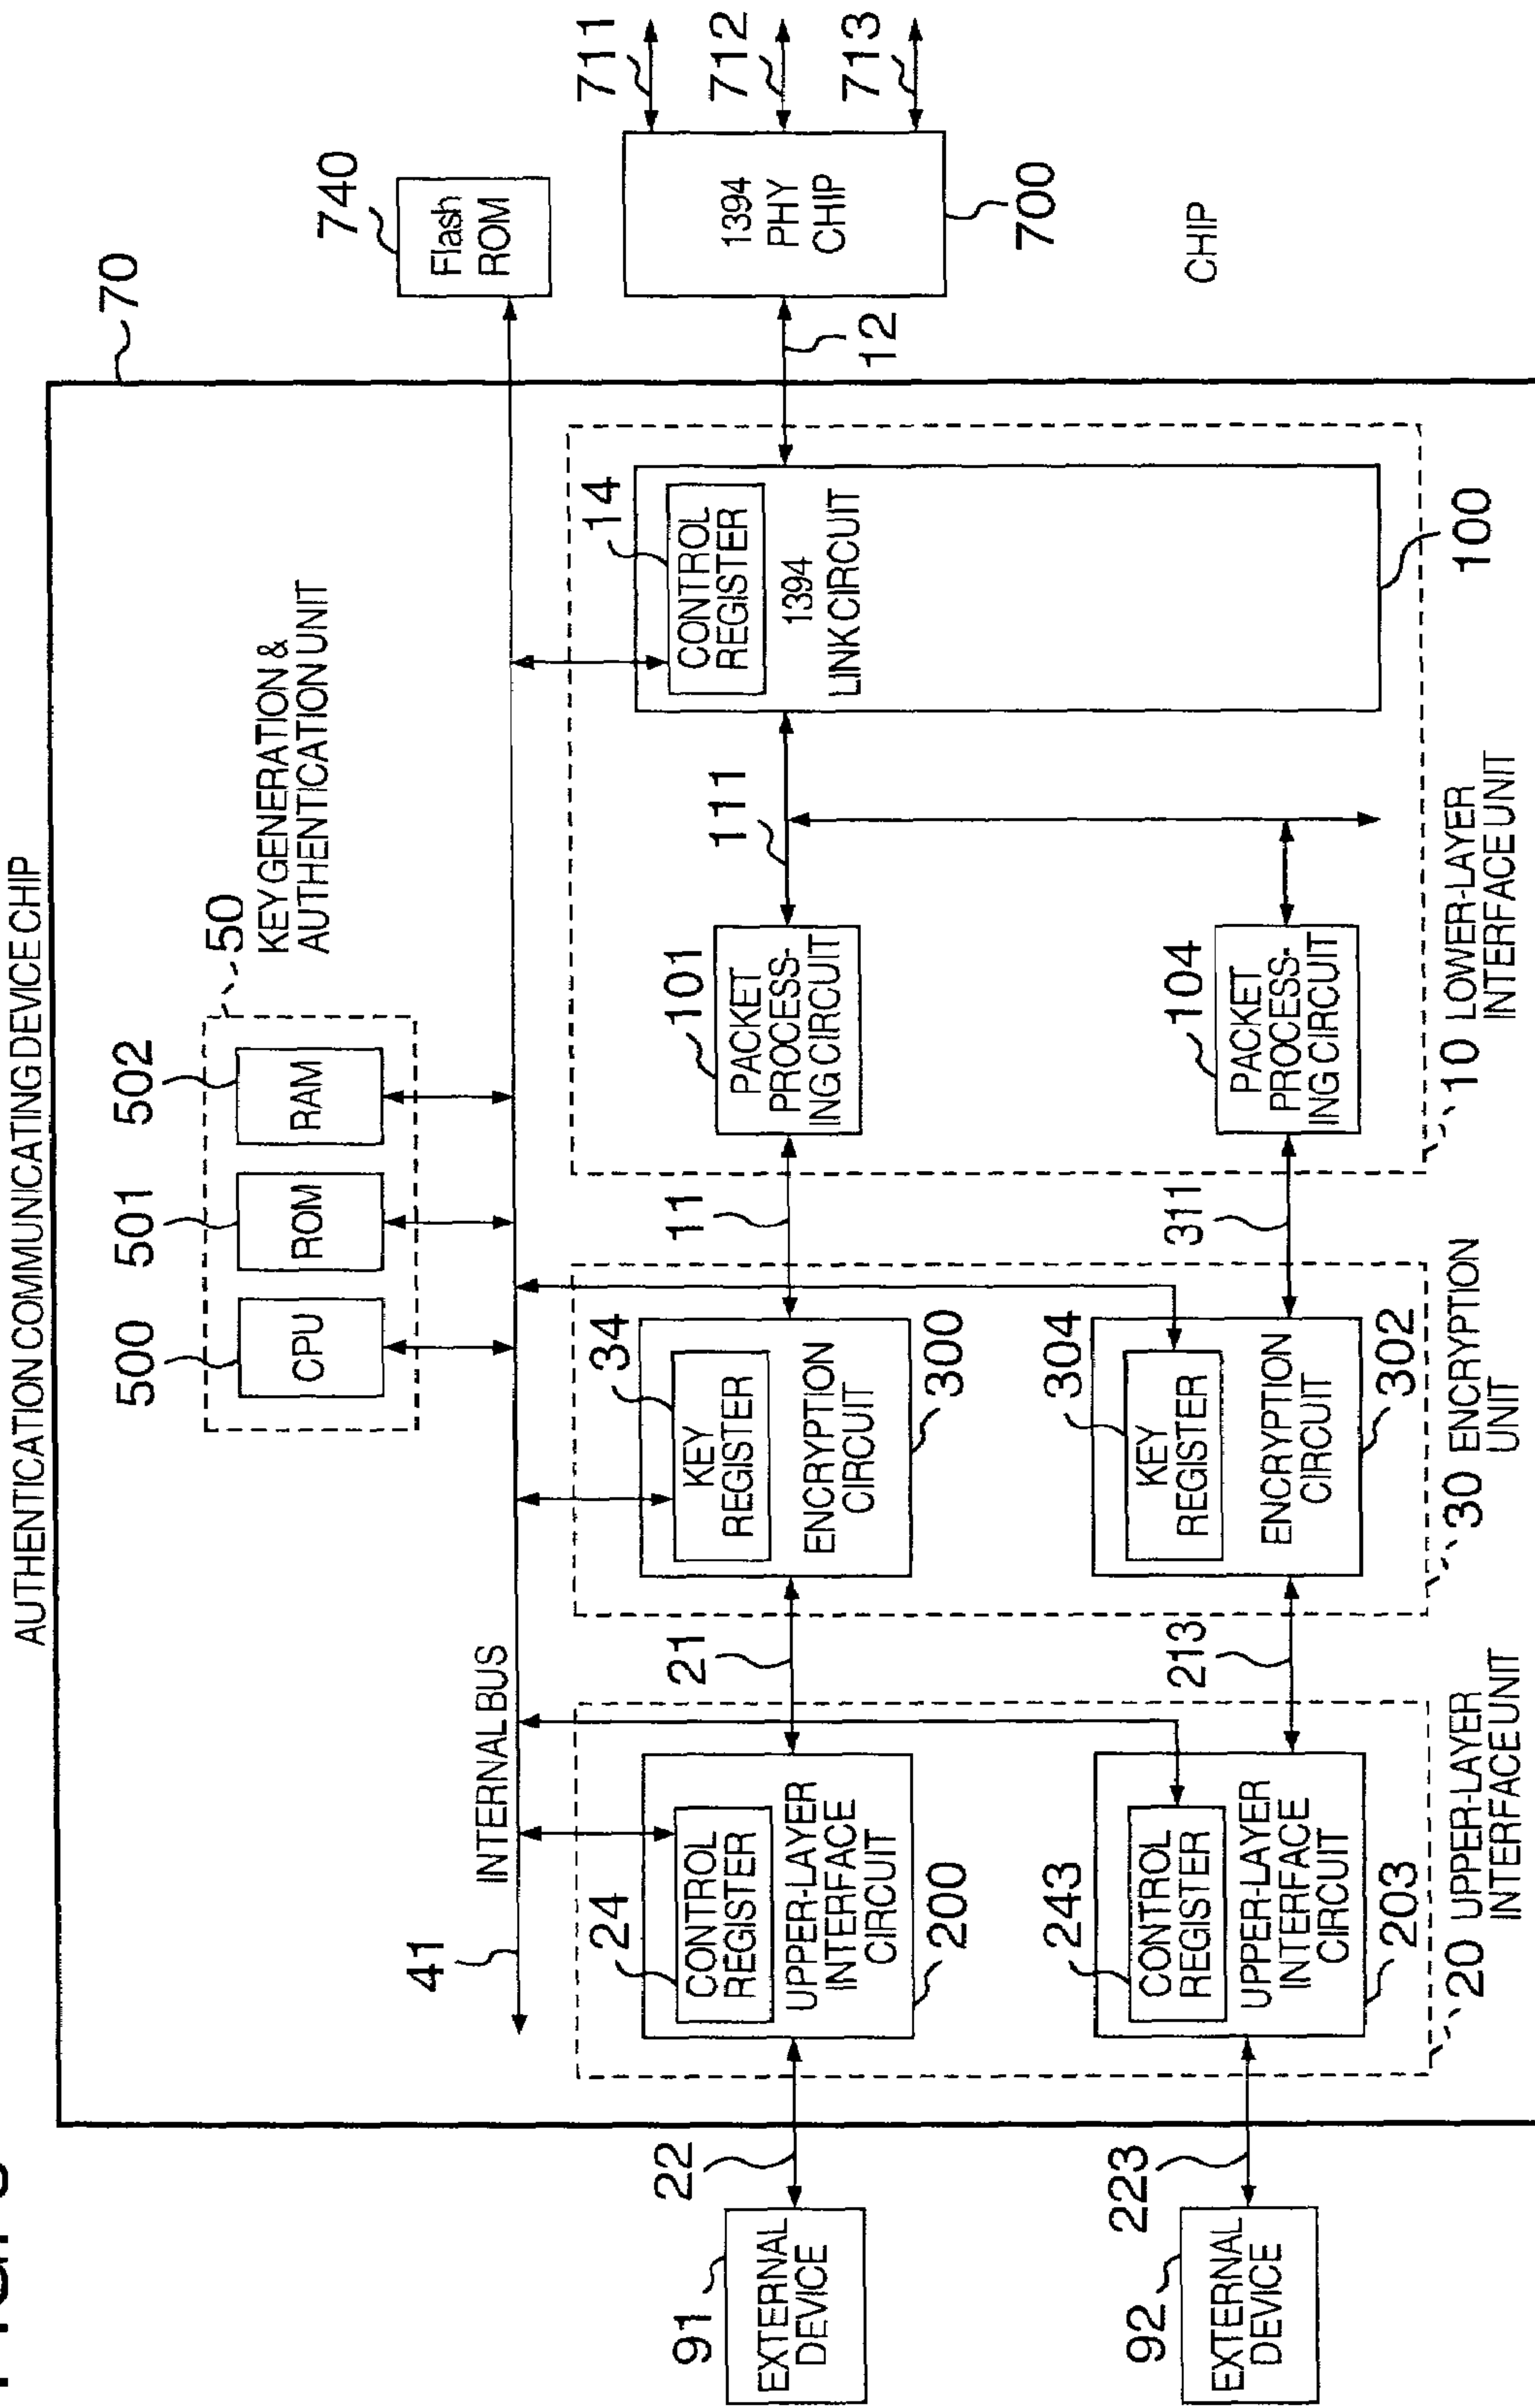 AUTHENTICATION COMMUNICATING DEVICE CHIP
70
50
KEY GENERATION &
AUTHENTICATION UNIT
500
CPU
501
ROM
502
RAM
740
Flash
ROM
41
INTERNAL BUS
91
EXTERNAL
DEVICE
22
24
CONTROL
REGISTER
UPPER-LAYER
INTERFACE
CIRCUIT
200
21
34
KEY
REGISTER
ENCRYPTION
CIRCUIT
300
11
101
PACKET
PROCESS-
ING CIRCUIT
111
14
CONTROL
REGISTER
1394
LINK CIRCUIT
100
12
1394
PHY
CHIP
700
711
712
713
92
EXTERNAL
DEVICE
223
243
CONTROL
REGISTER
UPPER-LAYER
INTERFACE
CIRCUIT
203
213
304
KEY
REGISTER
ENCRYPTION
CIRCUIT
302
311
104
PACKET
PROCESS-
ING CIRCUIT
CHIP
20 UPPER-LAYER
INTERFACE UNIT
30 ENCRYPTION
UNIT
10 LOWER-LAYER
INTERFACE UNIT